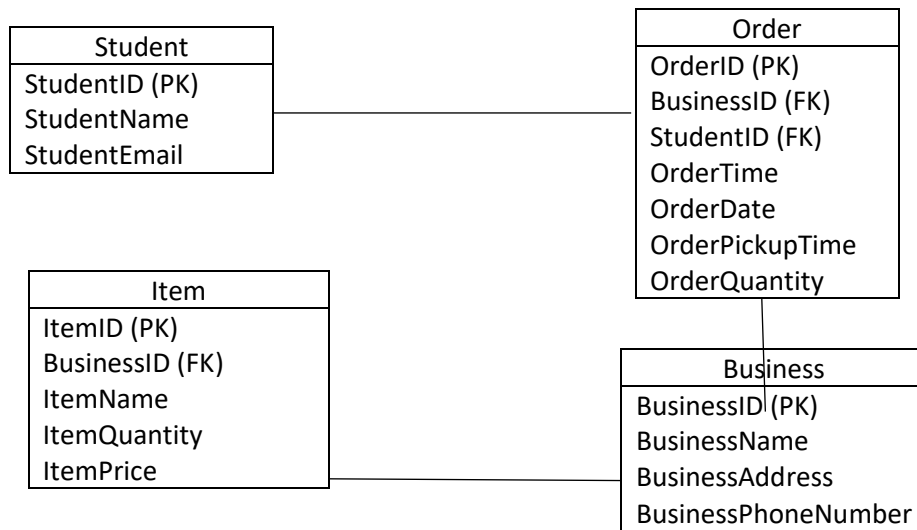 Student
StudentID (PK)
StudentName
StudentEmail
Order
OrderID (PK)
BusinessID (FK)
StudentID (FK)
OrderTime
OrderDate
OrderPickupTime
OrderQuantity
Item
ItemID (PK)
BusinessID (FK)
ItemName
ItemQuantity
ItemPrice
Business
BusinessID (PK)
BusinessName
BusinessAddress
BusinessPhoneNumber